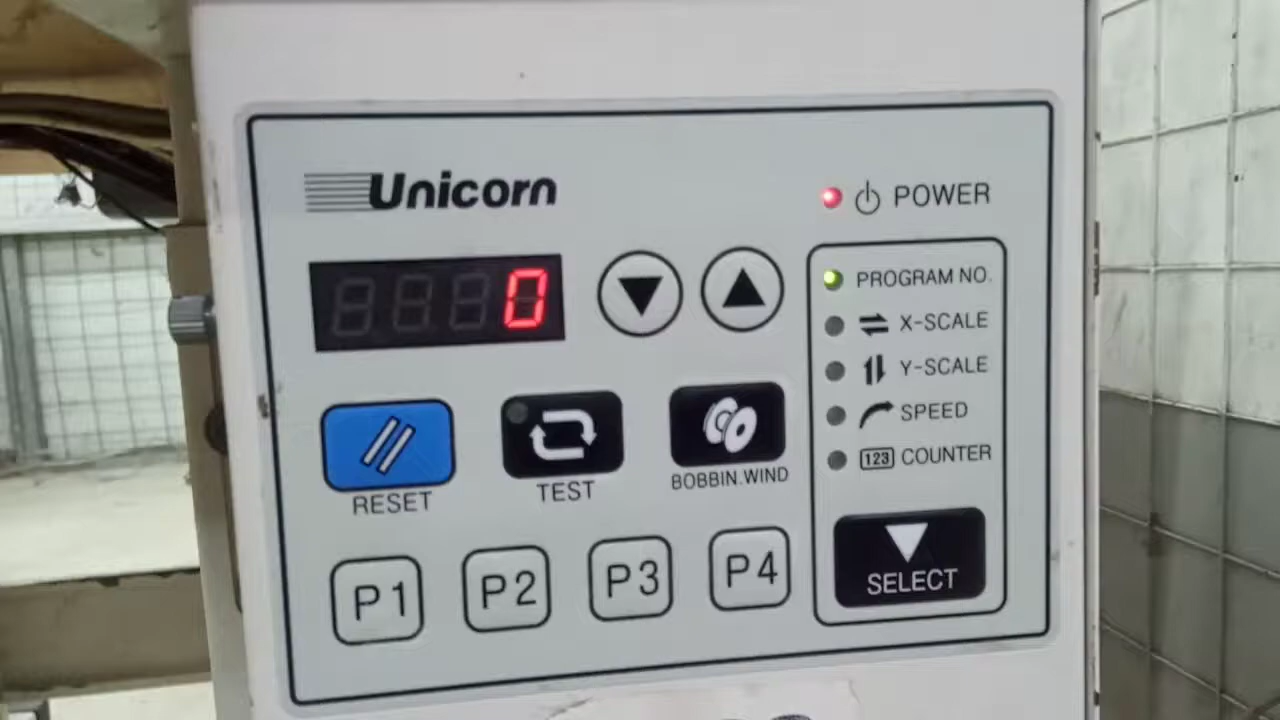 Unicorn
POWER
0
PROGRAM NO.
X-SCALE
Y-SCALE
SPEED
123 COUNTER
RESET
TEST
BOBBIN.WIND
P1 P2 P3 P4
SELECT